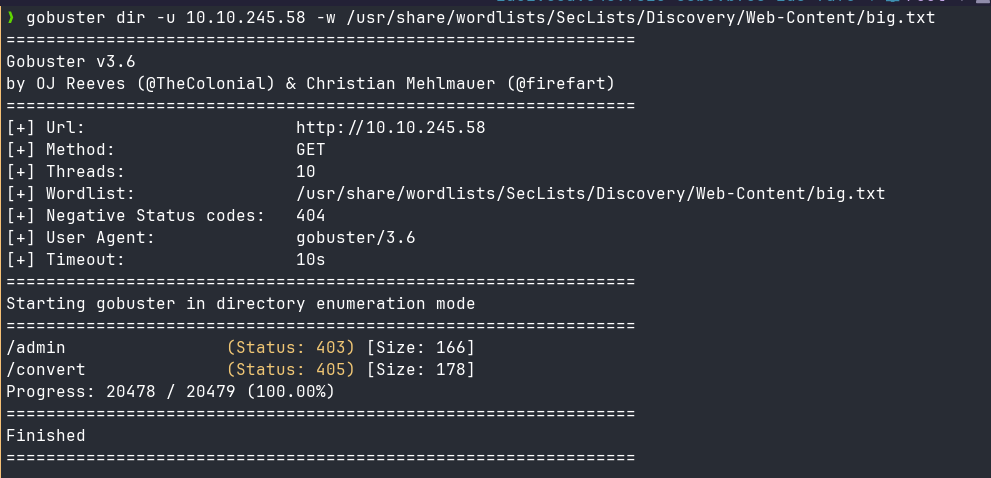 ❯ gobuster dir -u 10.10.245.58 -w /usr/share/wordlists/SecLists/Discovery/Web-Content/big.txt
===============================================================
Gobuster v3.6
by OJ Reeves (@TheColonial) & Christian Mehlmauer (@firefart)
===============================================================
[+] Url:                     http://10.10.245.58
[+] Method:                  GET
[+] Threads:                 10
[+] Wordlist:                /usr/share/wordlists/SecLists/Discovery/Web-Content/big.txt
[+] Negative Status codes:   404
[+] User Agent:              gobuster/3.6
[+] Timeout:                 10s
===============================================================
Starting gobuster in directory enumeration mode
===============================================================
/admin                (Status: 403) [Size: 166]
/convert              (Status: 405) [Size: 178]
Progress: 20478 / 20479 (100.00%)
===============================================================
Finished
===============================================================